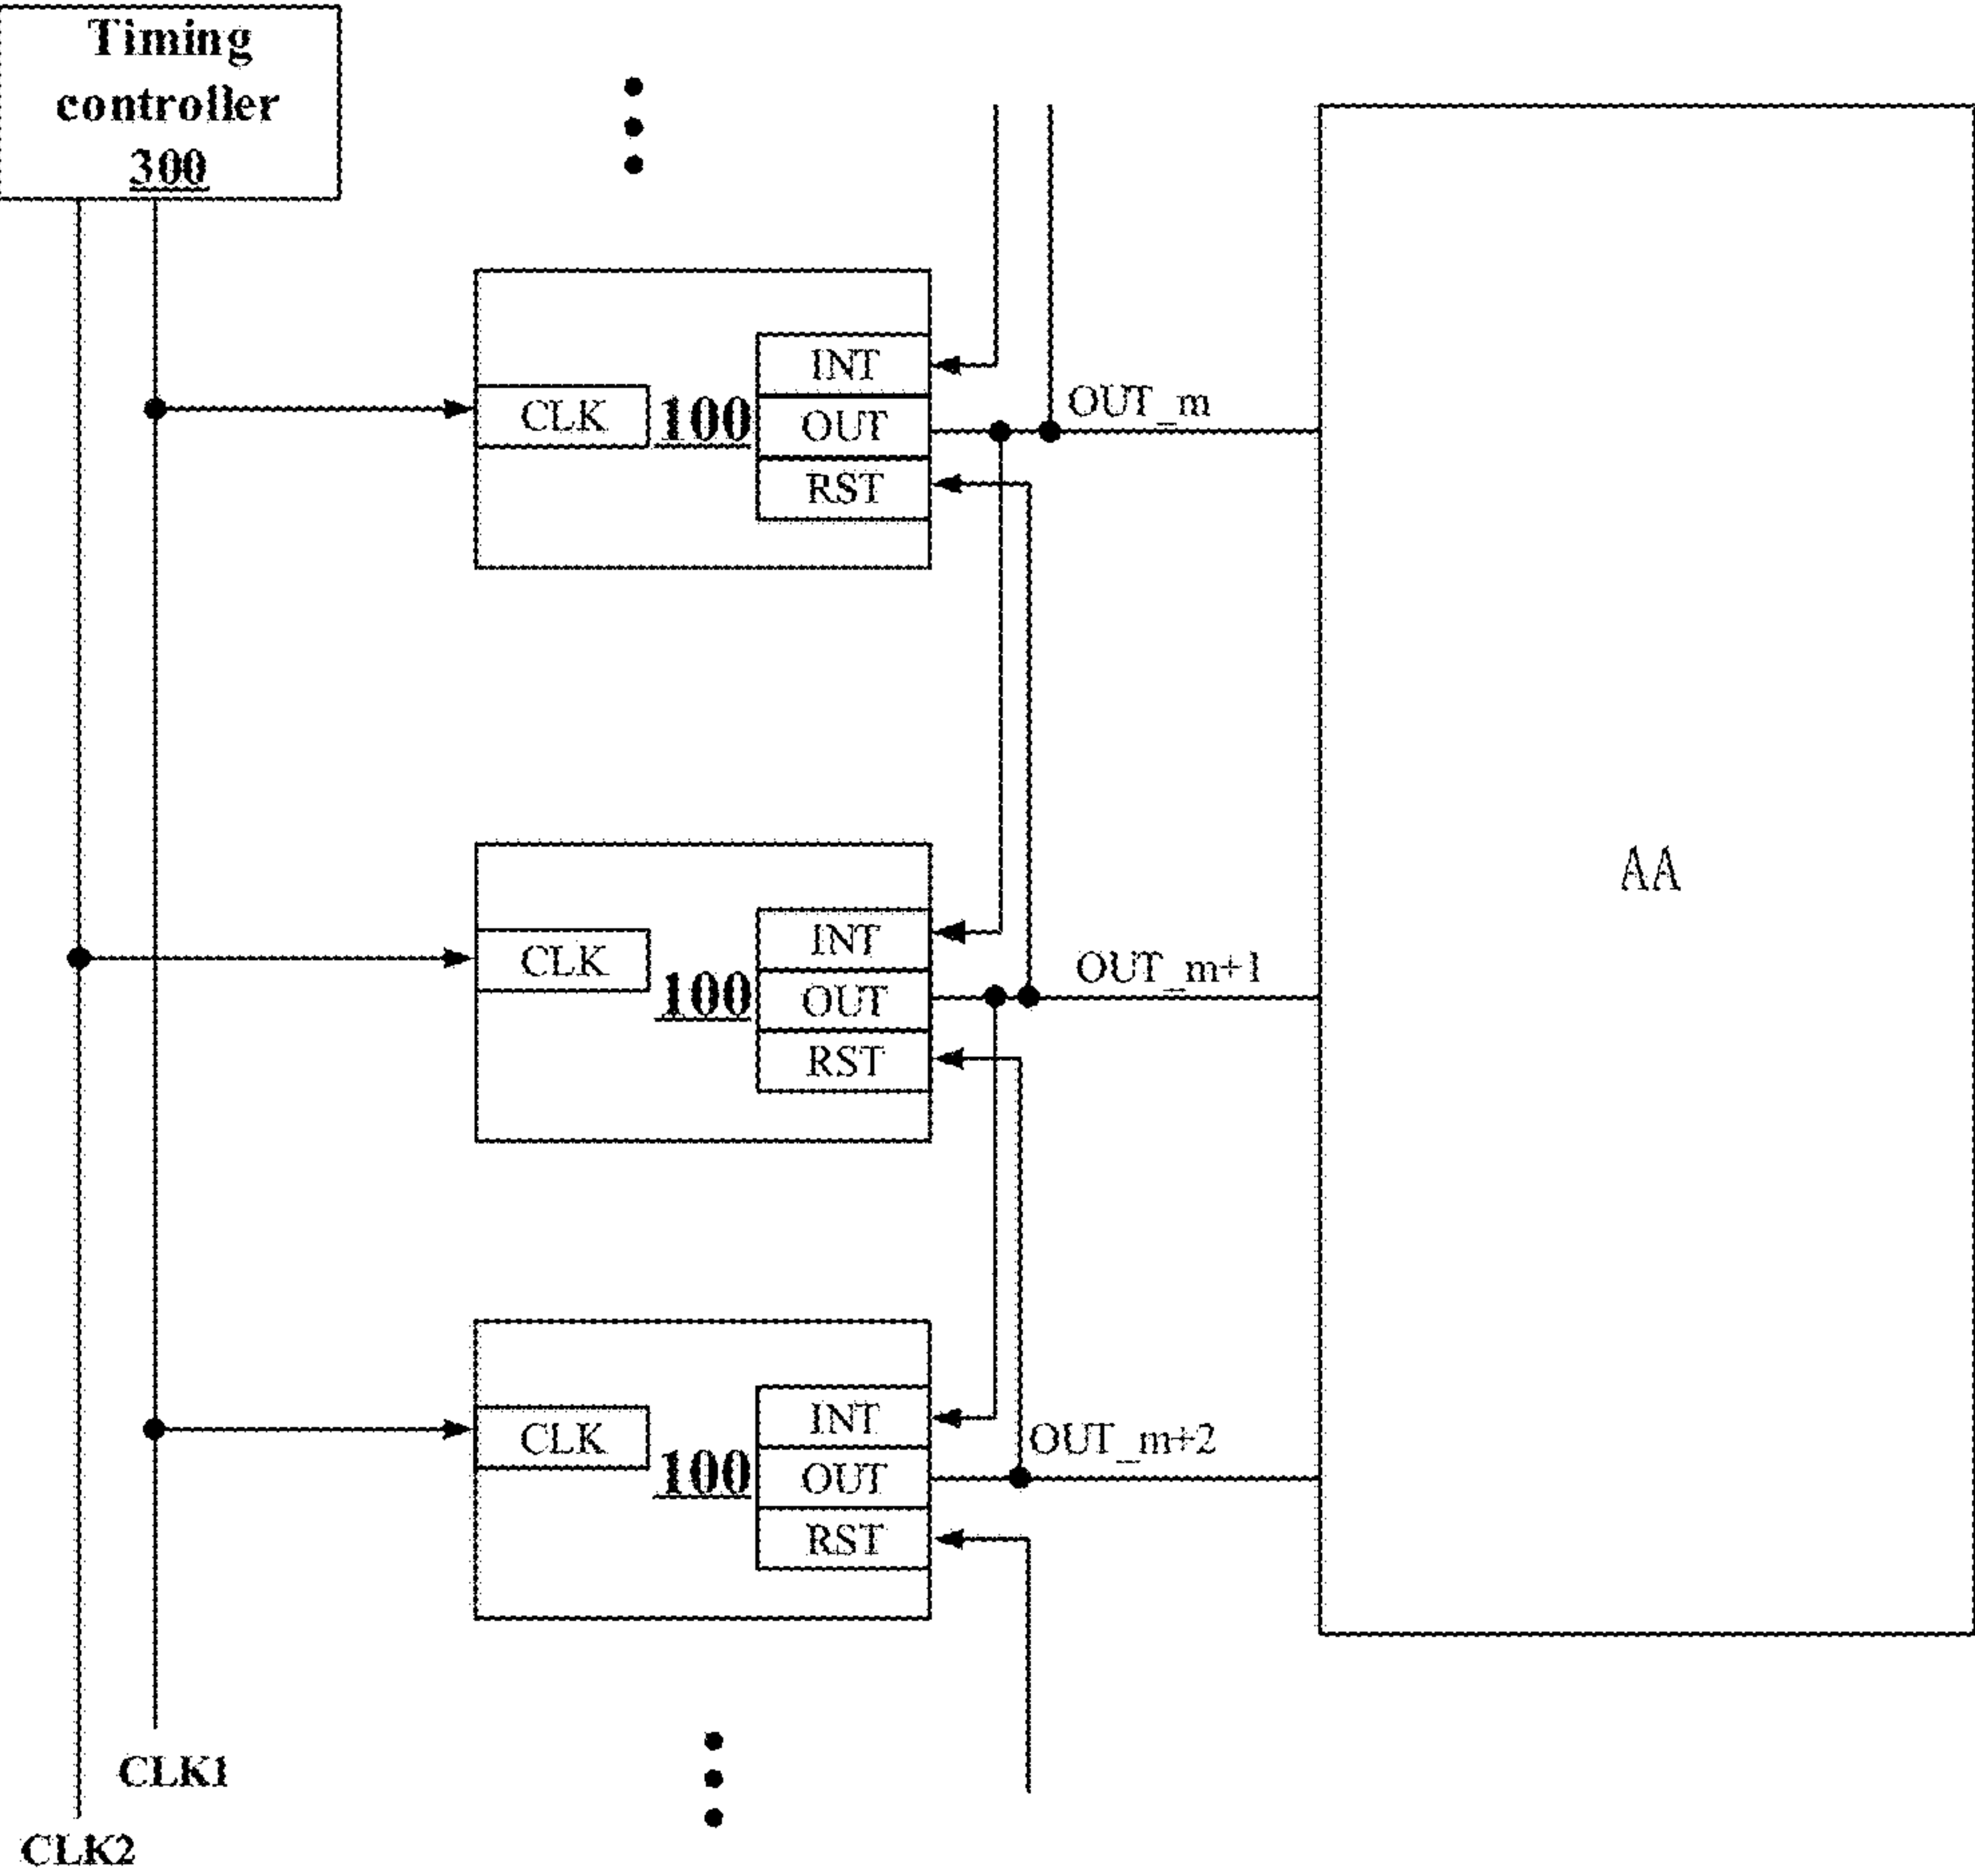 Timing
controller
300
INT
OUT_m
CLK 100 OUT
RST
AA
INT
CLK OUT_m+1
100 OUT
RST
INT
CLK OUT_m+2
100 OUT
RST
CLK1
CLK2